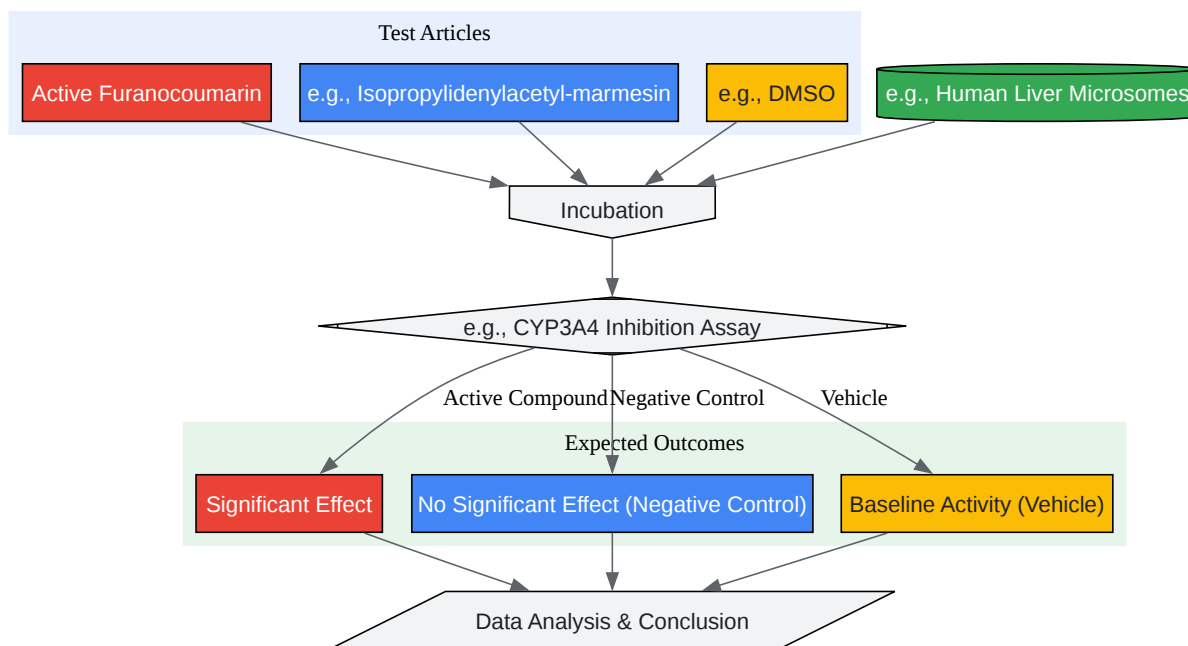 Test Articles
Active Furanocoumarin
e.g., Isopropylidenylacetyl-marmesin
e.g., DMSO
e.g., Human Liver Microsomes
Incubation
e.g., CYP3A4 Inhibition Assay
Active Compound
Negative Control
Vehicle
Expected Outcomes
Significant Effect
No Significant Effect (Negative Control)
Baseline Activity (Vehicle)
Data Analysis & Conclusion